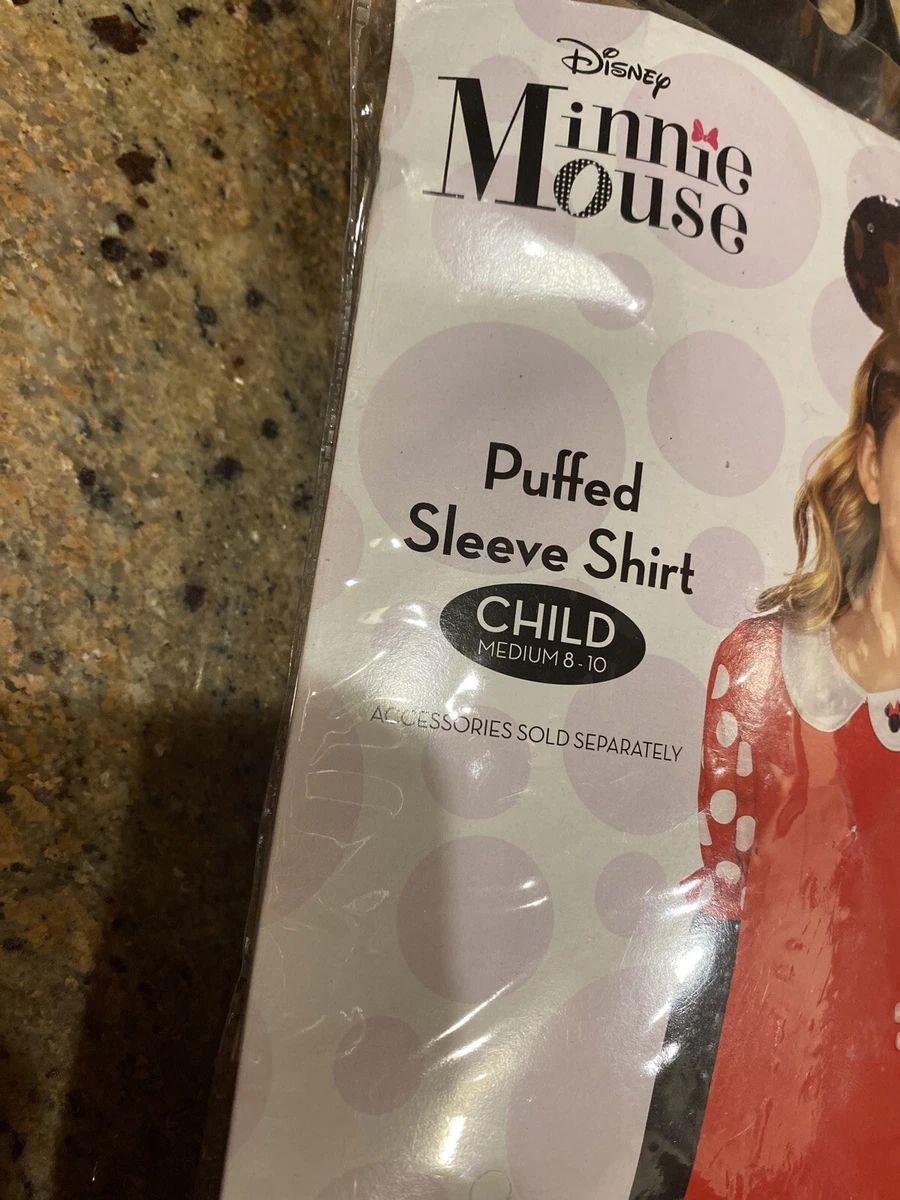 Disney
Minnie
Mouse
Puffed
Sleeve Shirt
CHILD
MEDIUM 8-10
ACCESSORIES SOLD SEPARATELY